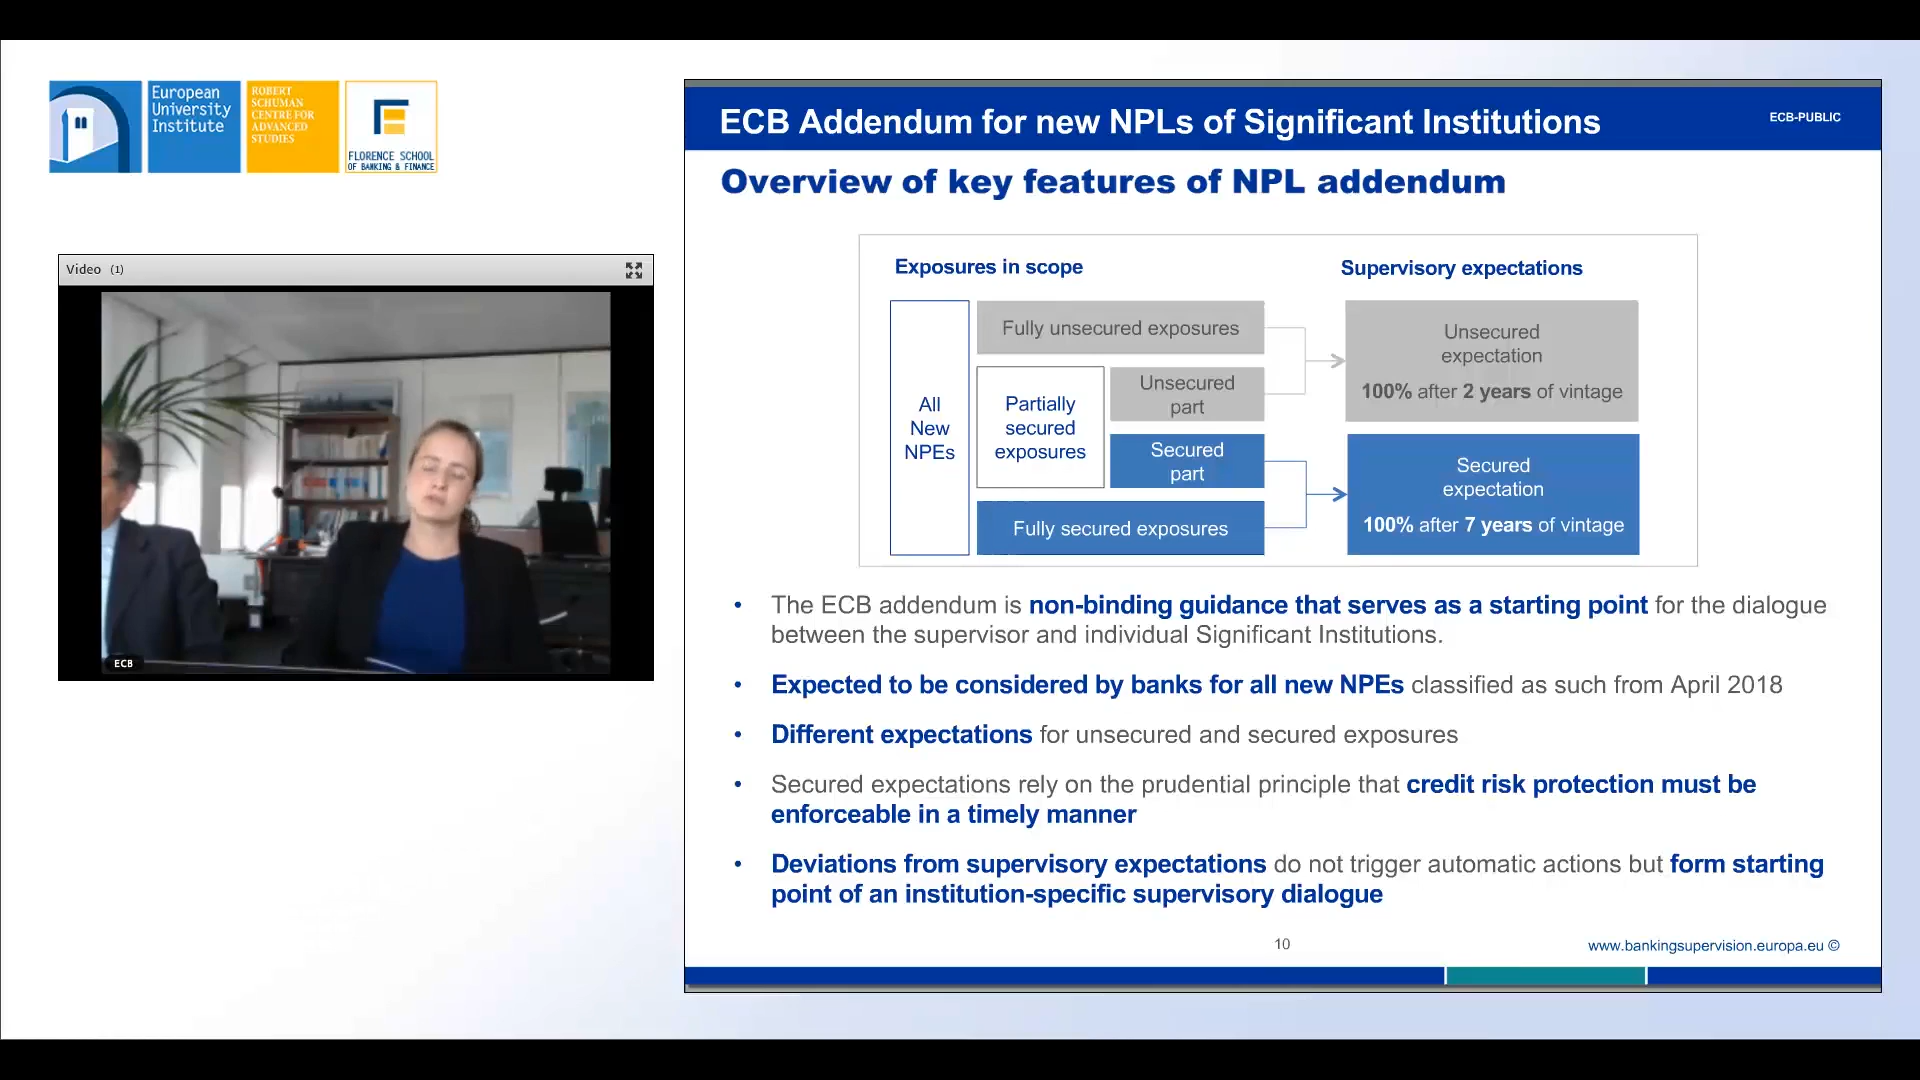 European
University
Institute
ROBERT
SCHUMAN
CENTRE FOR
ADVANCED
STUDIES
FLORENCE SCHOOL
OF BANKING & FINANCE
Video (1)
ECB
ECB Addendum for new NPLs of Significant Institutions
ECB-PUBLIC
Overview of key features of NPL addendum
Exposures in scope
Supervisory expectations
All
New
NPEs
Fully unsecured exposures
Partially
secured
exposures
Unsecured
part
Secured
part
Fully secured exposures
Unsecured
expectation
100% after 2 years of vintage
Secured
expectation
100% after 7 years of vintage
• The ECB addendum is non-binding guidance that serves as a starting point for the dialogue
between the supervisor and individual Significant Institutions.
• Expected to be considered by banks for all new NPEs classified as such from April 2018
• Different expectations for unsecured and secured exposures
• Secured expectations rely on the prudential principle that credit risk protection must be
enforceable in a timely manner
• Deviations from supervisory expectations do not trigger automatic actions but form starting
point of an institution-specific supervisory dialogue
10
www.bankingsupervision.europa.eu ©